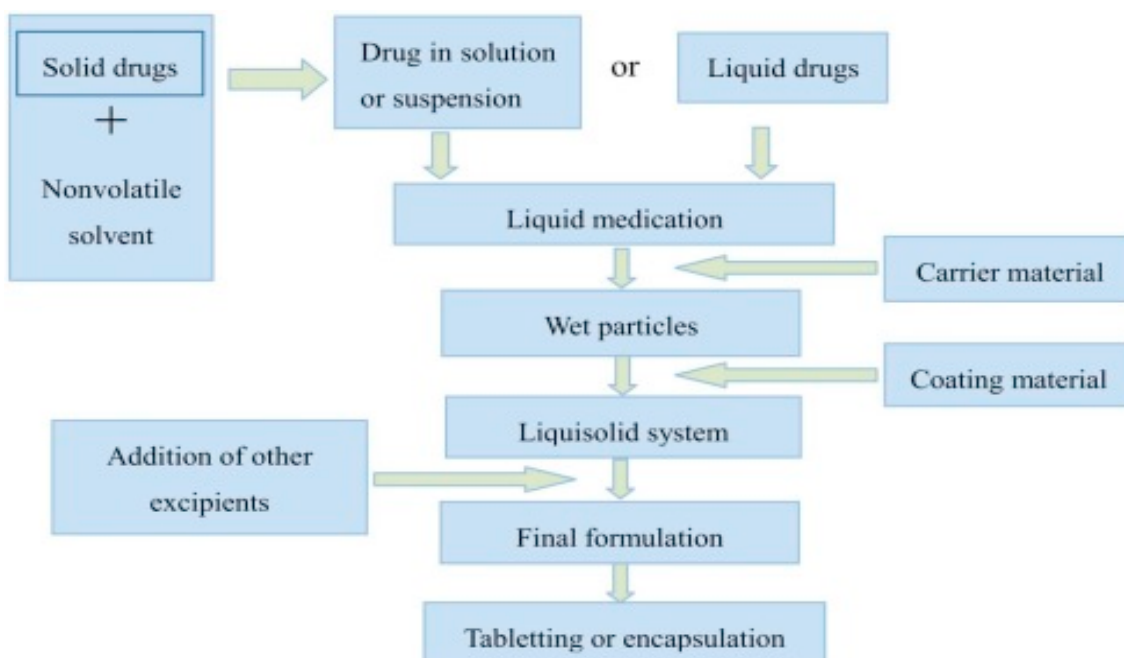 Solid drugs
+
Nonvolatile
solvent
Drug in solution
or suspension
or
Liquid drugs
Liquid medication
Carrier material
Wet particles
Coating material
Liquisolid system
Addition of other
excipients
Final formulation
Tabletting or encapsulation